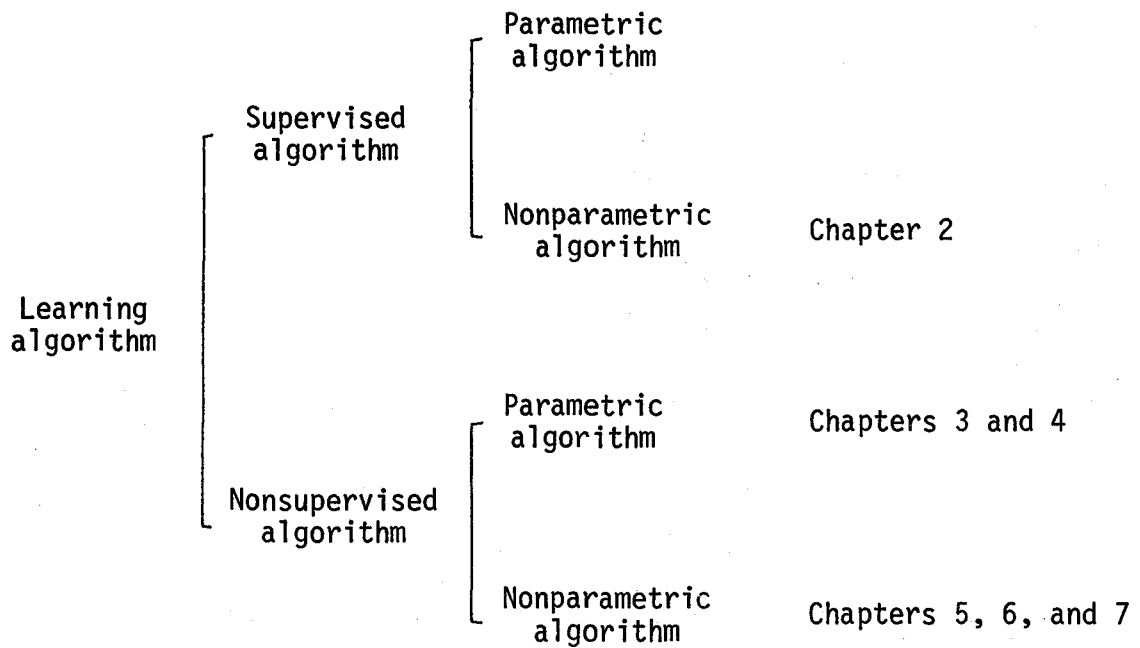 Learning
algorithm
Supervised
algorithm
Parametric
algorithm
Nonparametric
algorithm
Chapter 2
Nonsupervised
algorithm
Parametric
algorithm
Chapters 3 and 4
Nonparametric
algorithm
Chapters 5, 6, and 7